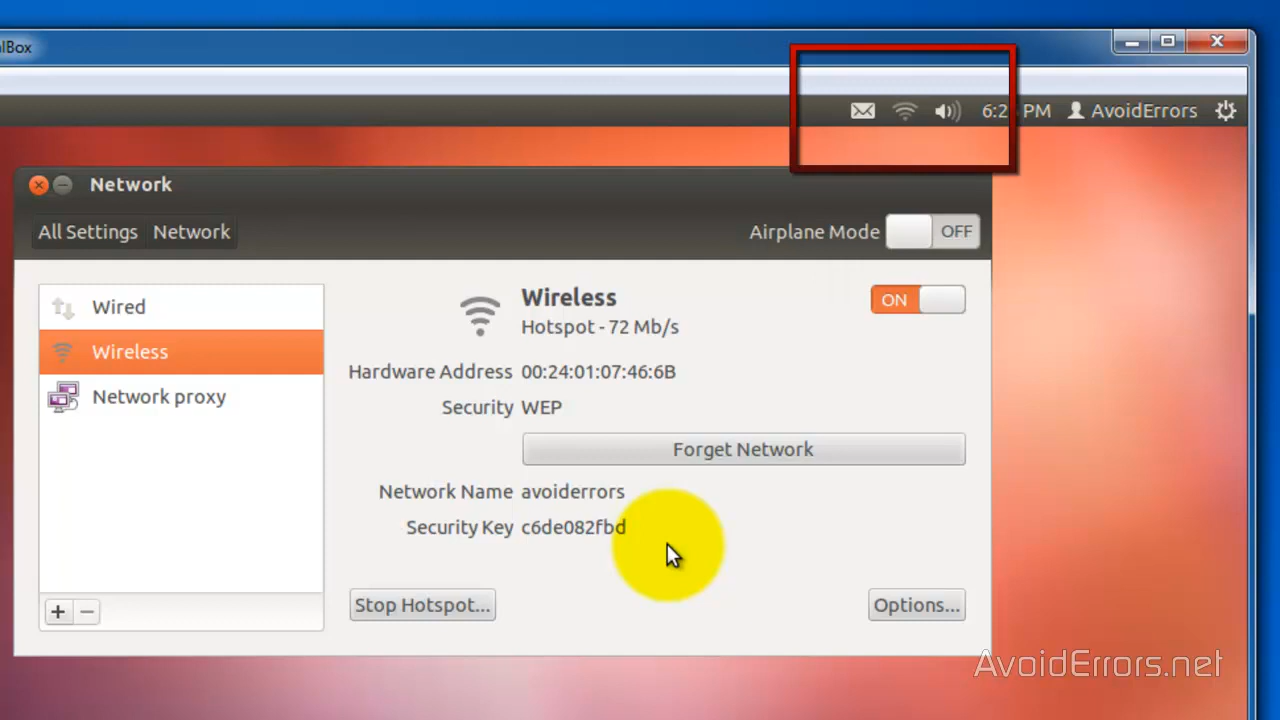 lBox
PM AvoidErrors
Network
All Settings Network Airplane Mode OFF
Wired
Wireless
Network proxy
Wireless ON
Hotspot - 72 Mb/s
Hardware Address 00:24:01:07:46:6B
Security WEP
Forget Network
Network Name avoiderrors
Security Key c6de082fbd
Stop Hotspot... Options...
AvoidErrors.net